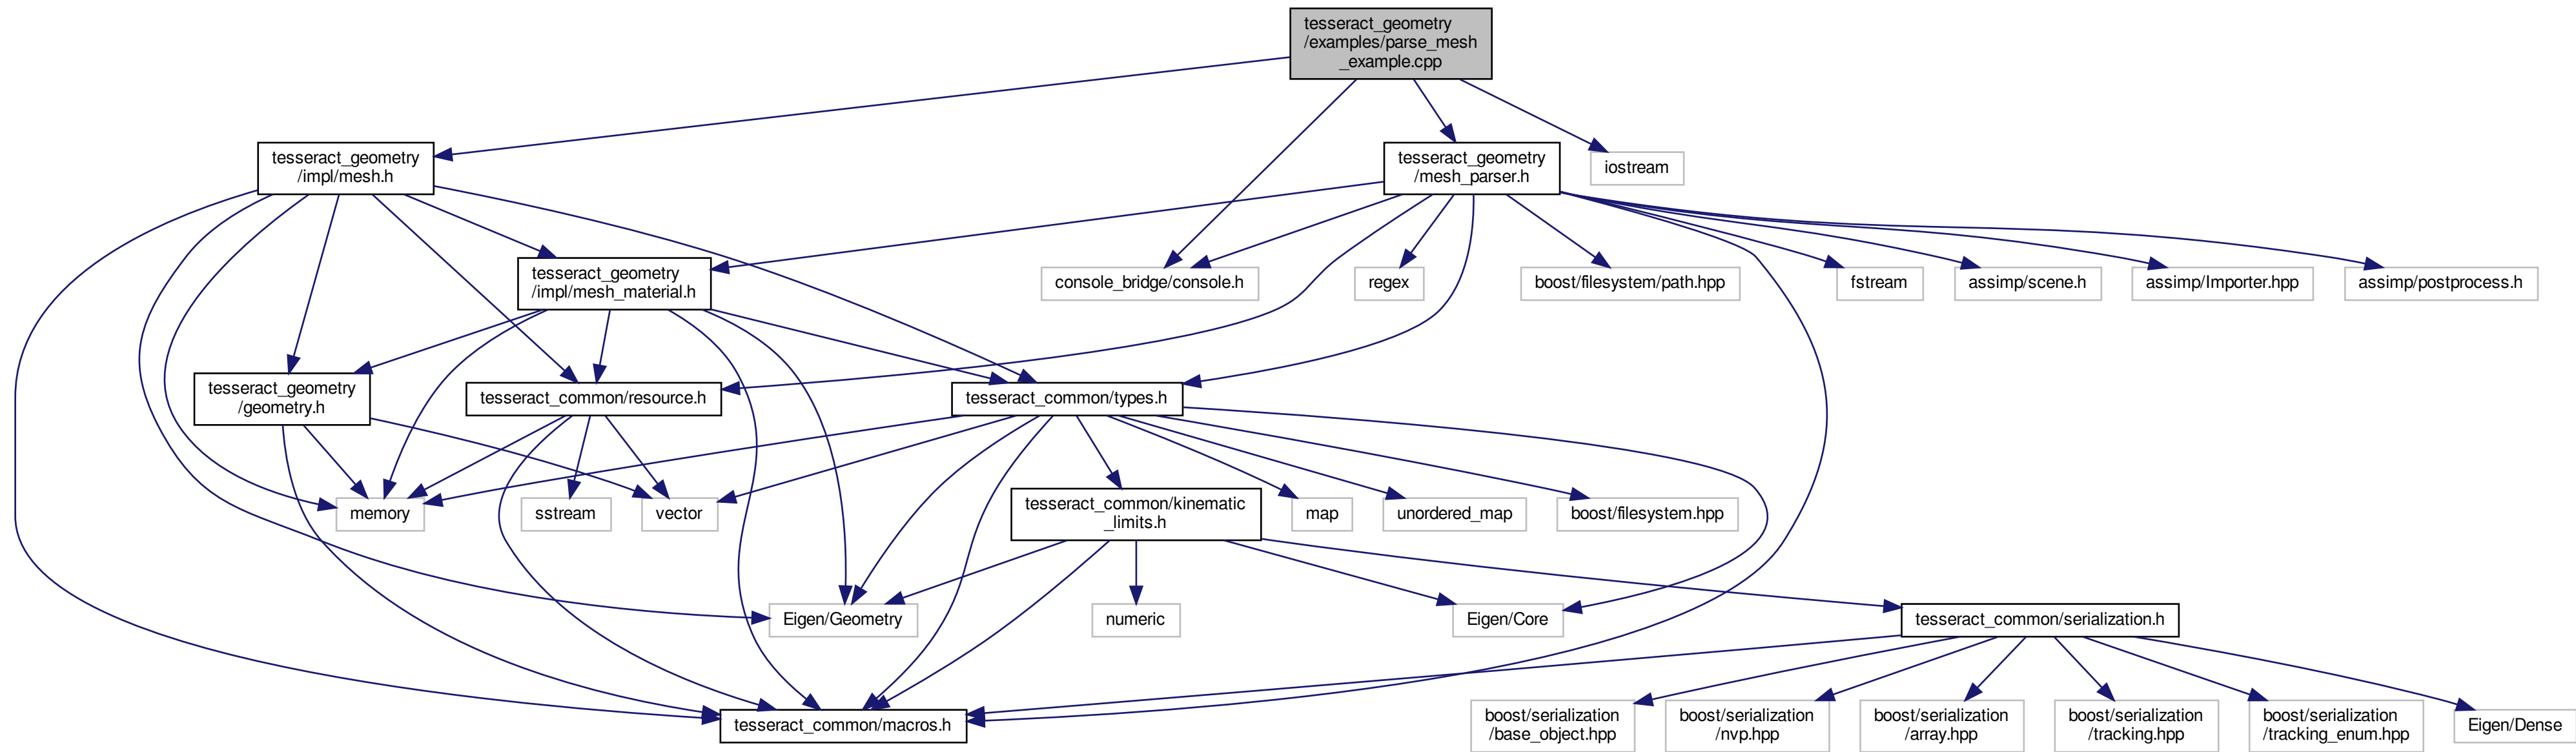 tesseract_geometry
/examples/parse_mesh
_example.cpp
tesseract_geometry
/impl/mesh.h
tesseract_geometry
/mesh_parser.h
iostream
tesseract_geometry
/impl/mesh_material.h
console_bridge/console.h
regex
boost/filesystem/path.hpp
fstream
assimp/scene.h
assimp/Importer.hpp
assimp/postprocess.h
tesseract_geometry
/geometry.h
tesseract_common/resource.h
tesseract_common/types.h
memory
sstream
vector
tesseract_common/kinematic
_limits.h
map
unordered_map
boost/filesystem.hpp
Eigen/Geometry
numeric
Eigen/Core
tesseract_common/serialization.h
tesseract_common/macros.h
boost/serialization
/base_object.hpp
boost/serialization
/nvp.hpp
boost/serialization
/array.hpp
boost/serialization
/tracking.hpp
boost/serialization
/tracking_enum.hpp
Eigen/Dense